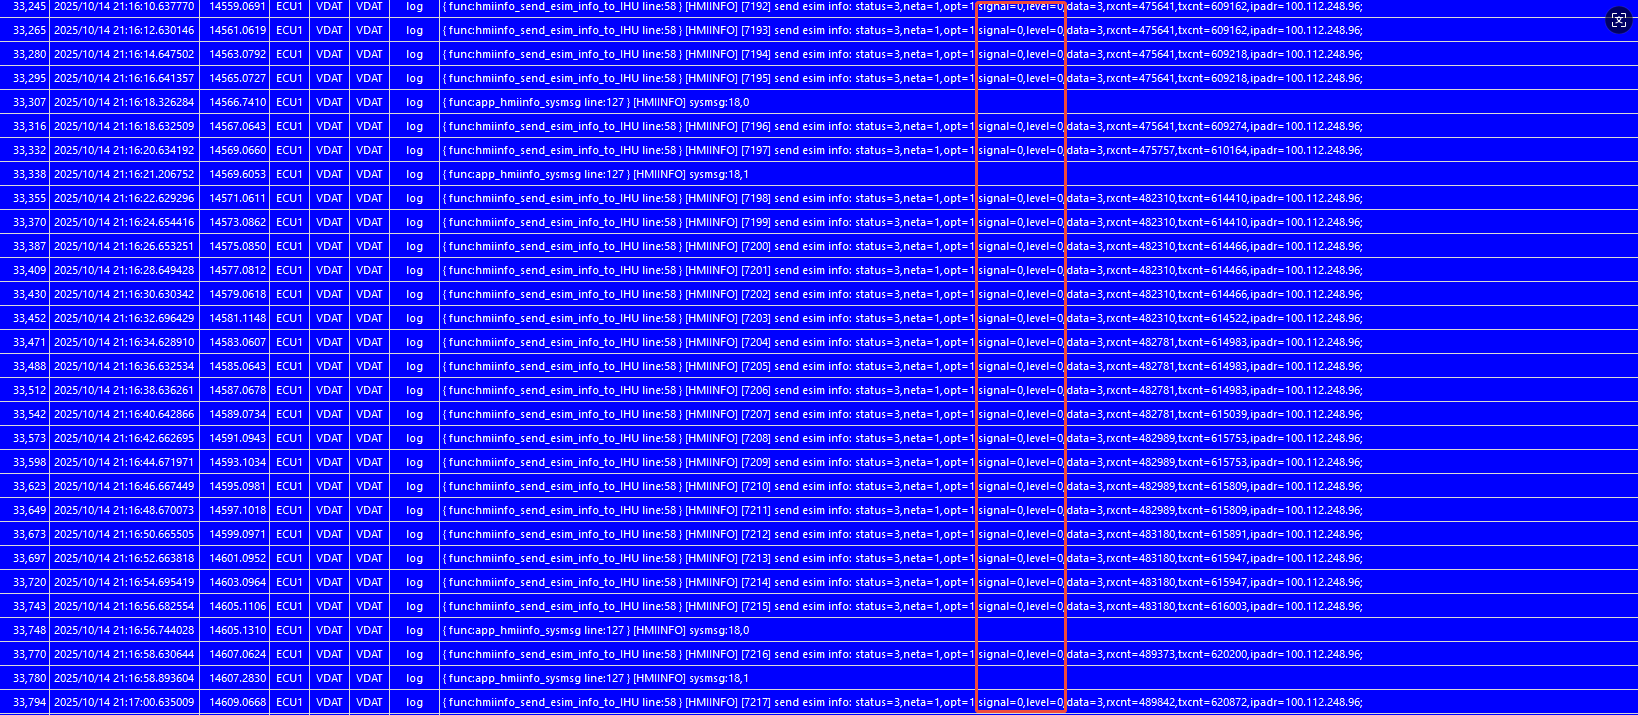 33,245 2025/10/14 21:16:10.637770 14559.0691 ECU1 VDAT VDAT log { func:hmiinfo_send_esim_info_to_IHU line:58 } [HMIINFO] [7192] send esim info: status=3,neta=1,opt=1,signal=0,level=0,data=3,rxcnt=475641,txcnt=609162,ipadr=100.112.248.96;
33,265 2025/10/14 21:16:12.630146 14561.0619 ECU1 VDAT VDAT log { func:hmiinfo_send_esim_info_to_IHU line:58 } [HMIINFO] [7193] send esim info: status=3,neta=1,opt=1,signal=0,level=0,data=3,rxcnt=475641,txcnt=609162,ipadr=100.112.248.96;
33,280 2025/10/14 21:16:14.647502 14563.0792 ECU1 VDAT VDAT log { func:hmiinfo_send_esim_info_to_IHU line:58 } [HMIINFO] [7194] send esim info: status=3,neta=1,opt=1,signal=0,level=0,data=3,rxcnt=475641,txcnt=609218,ipadr=100.112.248.96;
33,295 2025/10/14 21:16:16.641357 14565.0727 ECU1 VDAT VDAT log { func:hmiinfo_send_esim_info_to_IHU line:58 } [HMIINFO] [7195] send esim info: status=3,neta=1,opt=1,signal=0,level=0,data=3,rxcnt=475641,txcnt=609218,ipadr=100.112.248.96;
33,307 2025/10/14 21:16:18.326284 14566.7410 ECU1 VDAT VDAT log { func:app_hmiinfo_sysmsg line:127 } [HMIINFO] sysmsg:18,0
33,316 2025/10/14 21:16:18.632509 14567.0643 ECU1 VDAT VDAT log { func:hmiinfo_send_esim_info_to_IHU line:58 } [HMIINFO] [7196] send esim info: status=3,neta=1,opt=1,signal=0,level=0,data=3,rxcnt=475641,txcnt=609274,ipadr=100.112.248.96;
33,332 2025/10/14 21:16:20.634192 14569.0660 ECU1 VDAT VDAT log { func:hmiinfo_send_esim_info_to_IHU line:58 } [HMIINFO] [7197] send esim info: status=3,neta=1,opt=1,signal=0,level=0,data=3,rxcnt=475757,txcnt=610164,ipadr=100.112.248.96;
33,338 2025/10/14 21:16:21.206752 14569.6053 ECU1 VDAT VDAT log { func:app_hmiinfo_sysmsg line:127 } [HMIINFO] sysmsg:18,1
33,355 2025/10/14 21:16:22.629296 14571.0611 ECU1 VDAT VDAT log { func:hmiinfo_send_esim_info_to_IHU line:58 } [HMIINFO] [7198] send esim info: status=3,neta=1,opt=1,signal=0,level=0,data=3,rxcnt=482310,txcnt=614410,ipadr=100.112.248.96;
33,370 2025/10/14 21:16:24.654416 14573.0862 ECU1 VDAT VDAT log { func:hmiinfo_send_esim_info_to_IHU line:58 } [HMIINFO] [7199] send esim info: status=3,neta=1,opt=1,signal=0,level=0,data=3,rxcnt=482310,txcnt=614410,ipadr=100.112.248.96;
33,387 2025/10/14 21:16:26.653251 14575.0850 ECU1 VDAT VDAT log { func:hmiinfo_send_esim_info_to_IHU line:58 } [HMIINFO] [7200] send esim info: status=3,neta=1,opt=1,signal=0,level=0,data=3,rxcnt=482310,txcnt=614466,ipadr=100.112.248.96;
33,409 2025/10/14 21:16:28.649428 14577.0812 ECU1 VDAT VDAT log { func:hmiinfo_send_esim_info_to_IHU line:58 } [HMIINFO] [7201] send esim info: status=3,neta=1,opt=1,signal=0,level=0,data=3,rxcnt=482310,txcnt=614466,ipadr=100.112.248.96;
33,430 2025/10/14 21:16:30.630342 14579.0618 ECU1 VDAT VDAT log { func:hmiinfo_send_esim_info_to_IHU line:58 } [HMIINFO] [7202] send esim info: status=3,neta=1,opt=1,signal=0,level=0,data=3,rxcnt=482310,txcnt=614466,ipadr=100.112.248.96;
33,452 2025/10/14 21:16:32.696429 14581.1148 ECU1 VDAT VDAT log { func:hmiinfo_send_esim_info_to_IHU line:58 } [HMIINFO] [7203] send esim info: status=3,neta=1,opt=1,signal=0,level=0,data=3,rxcnt=482310,txcnt=614522,ipadr=100.112.248.96;
33,471 2025/10/14 21:16:34.628910 14583.0607 ECU1 VDAT VDAT log { func:hmiinfo_send_esim_info_to_IHU line:58 } [HMIINFO] [7204] send esim info: status=3,neta=1,opt=1,signal=0,level=0,data=3,rxcnt=482781,txcnt=614983,ipadr=100.112.248.96;
33,488 2025/10/14 21:16:36.632534 14585.0643 ECU1 VDAT VDAT log { func:hmiinfo_send_esim_info_to_IHU line:58 } [HMIINFO] [7205] send esim info: status=3,neta=1,opt=1,signal=0,level=0,data=3,rxcnt=482781,txcnt=614983,ipadr=100.112.248.96;
33,512 2025/10/14 21:16:38.636261 14587.0678 ECU1 VDAT VDAT log { func:hmiinfo_send_esim_info_to_IHU line:58 } [HMIINFO] [7206] send esim info: status=3,neta=1,opt=1,signal=0,level=0,data=3,rxcnt=482781,txcnt=614983,ipadr=100.112.248.96;
33,542 2025/10/14 21:16:40.642866 14589.0734 ECU1 VDAT VDAT log { func:hmiinfo_send_esim_info_to_IHU line:58 } [HMIINFO] [7207] send esim info: status=3,neta=1,opt=1,signal=0,level=0,data=3,rxcnt=482781,txcnt=615039,ipadr=100.112.248.96;
33,573 2025/10/14 21:16:42.662695 14591.0943 ECU1 VDAT VDAT log { func:hmiinfo_send_esim_info_to_IHU line:58 } [HMIINFO] [7208] send esim info: status=3,neta=1,opt=1,signal=0,level=0,data=3,rxcnt=482989,txcnt=615753,ipadr=100.112.248.96;
33,598 2025/10/14 21:16:44.671971 14593.1034 ECU1 VDAT VDAT log { func:hmiinfo_send_esim_info_to_IHU line:58 } [HMIINFO] [7209] send esim info: status=3,neta=1,opt=1,signal=0,level=0,data=3,rxcnt=482989,txcnt=615753,ipadr=100.112.248.96;
33,623 2025/10/14 21:16:46.667449 14595.0981 ECU1 VDAT VDAT log { func:hmiinfo_send_esim_info_to_IHU line:58 } [HMIINFO] [7210] send esim info: status=3,neta=1,opt=1,signal=0,level=0,data=3,rxcnt=482989,txcnt=615809,ipadr=100.112.248.96;
33,649 2025/10/14 21:16:48.670073 14597.1018 ECU1 VDAT VDAT log { func:hmiinfo_send_esim_info_to_IHU line:58 } [HMIINFO] [7211] send esim info: status=3,neta=1,opt=1,signal=0,level=0,data=3,rxcnt=482989,txcnt=615809,ipadr=100.112.248.96;
33,673 2025/10/14 21:16:50.665505 14599.0971 ECU1 VDAT VDAT log { func:hmiinfo_send_esim_info_to_IHU line:58 } [HMIINFO] [7212] send esim info: status=3,neta=1,opt=1,signal=0,level=0,data=3,rxcnt=483180,txcnt=615891,ipadr=100.112.248.96;
33,697 2025/10/14 21:16:52.663818 14601.0952 ECU1 VDAT VDAT log { func:hmiinfo_send_esim_info_to_IHU line:58 } [HMIINFO] [7213] send esim info: status=3,neta=1,opt=1,signal=0,level=0,data=3,rxcnt=483180,txcnt=615947,ipadr=100.112.248.96;
33,720 2025/10/14 21:16:54.695419 14603.0964 ECU1 VDAT VDAT log { func:hmiinfo_send_esim_info_to_IHU line:58 } [HMIINFO] [7214] send esim info: status=3,neta=1,opt=1,signal=0,level=0,data=3,rxcnt=483180,txcnt=615947,ipadr=100.112.248.96;
33,743 2025/10/14 21:16:56.682554 14605.1106 ECU1 VDAT VDAT log { func:hmiinfo_send_esim_info_to_IHU line:58 } [HMIINFO] [7215] send esim info: status=3,neta=1,opt=1,signal=0,level=0,data=3,rxcnt=483180,txcnt=616003,ipadr=100.112.248.96;
33,748 2025/10/14 21:16:56.744028 14605.1310 ECU1 VDAT VDAT log { func:app_hmiinfo_sysmsg line:127 } [HMIINFO] sysmsg:18,0
33,770 2025/10/14 21:16:58.630644 14607.0624 ECU1 VDAT VDAT log { func:hmiinfo_send_esim_info_to_IHU line:58 } [HMIINFO] [7216] send esim info: status=3,neta=1,opt=1,signal=0,level=0,data=3,rxcnt=489373,txcnt=620200,ipadr=100.112.248.96;
33,780 2025/10/14 21:16:58.893604 14607.2830 ECU1 VDAT VDAT log { func:app_hmiinfo_sysmsg line:127 } [HMIINFO] sysmsg:18,1
33,794 2025/10/14 21:17:00.635009 14609.0668 ECU1 VDAT VDAT log { func:hmiinfo_send_esim_info_to_IHU line:58 } [HMIINFO] [7217] send esim info: status=3,neta=1,opt=1,signal=0,level=0,data=3,rxcnt=489842,txcnt=620872,ipadr=100.112.248.96;